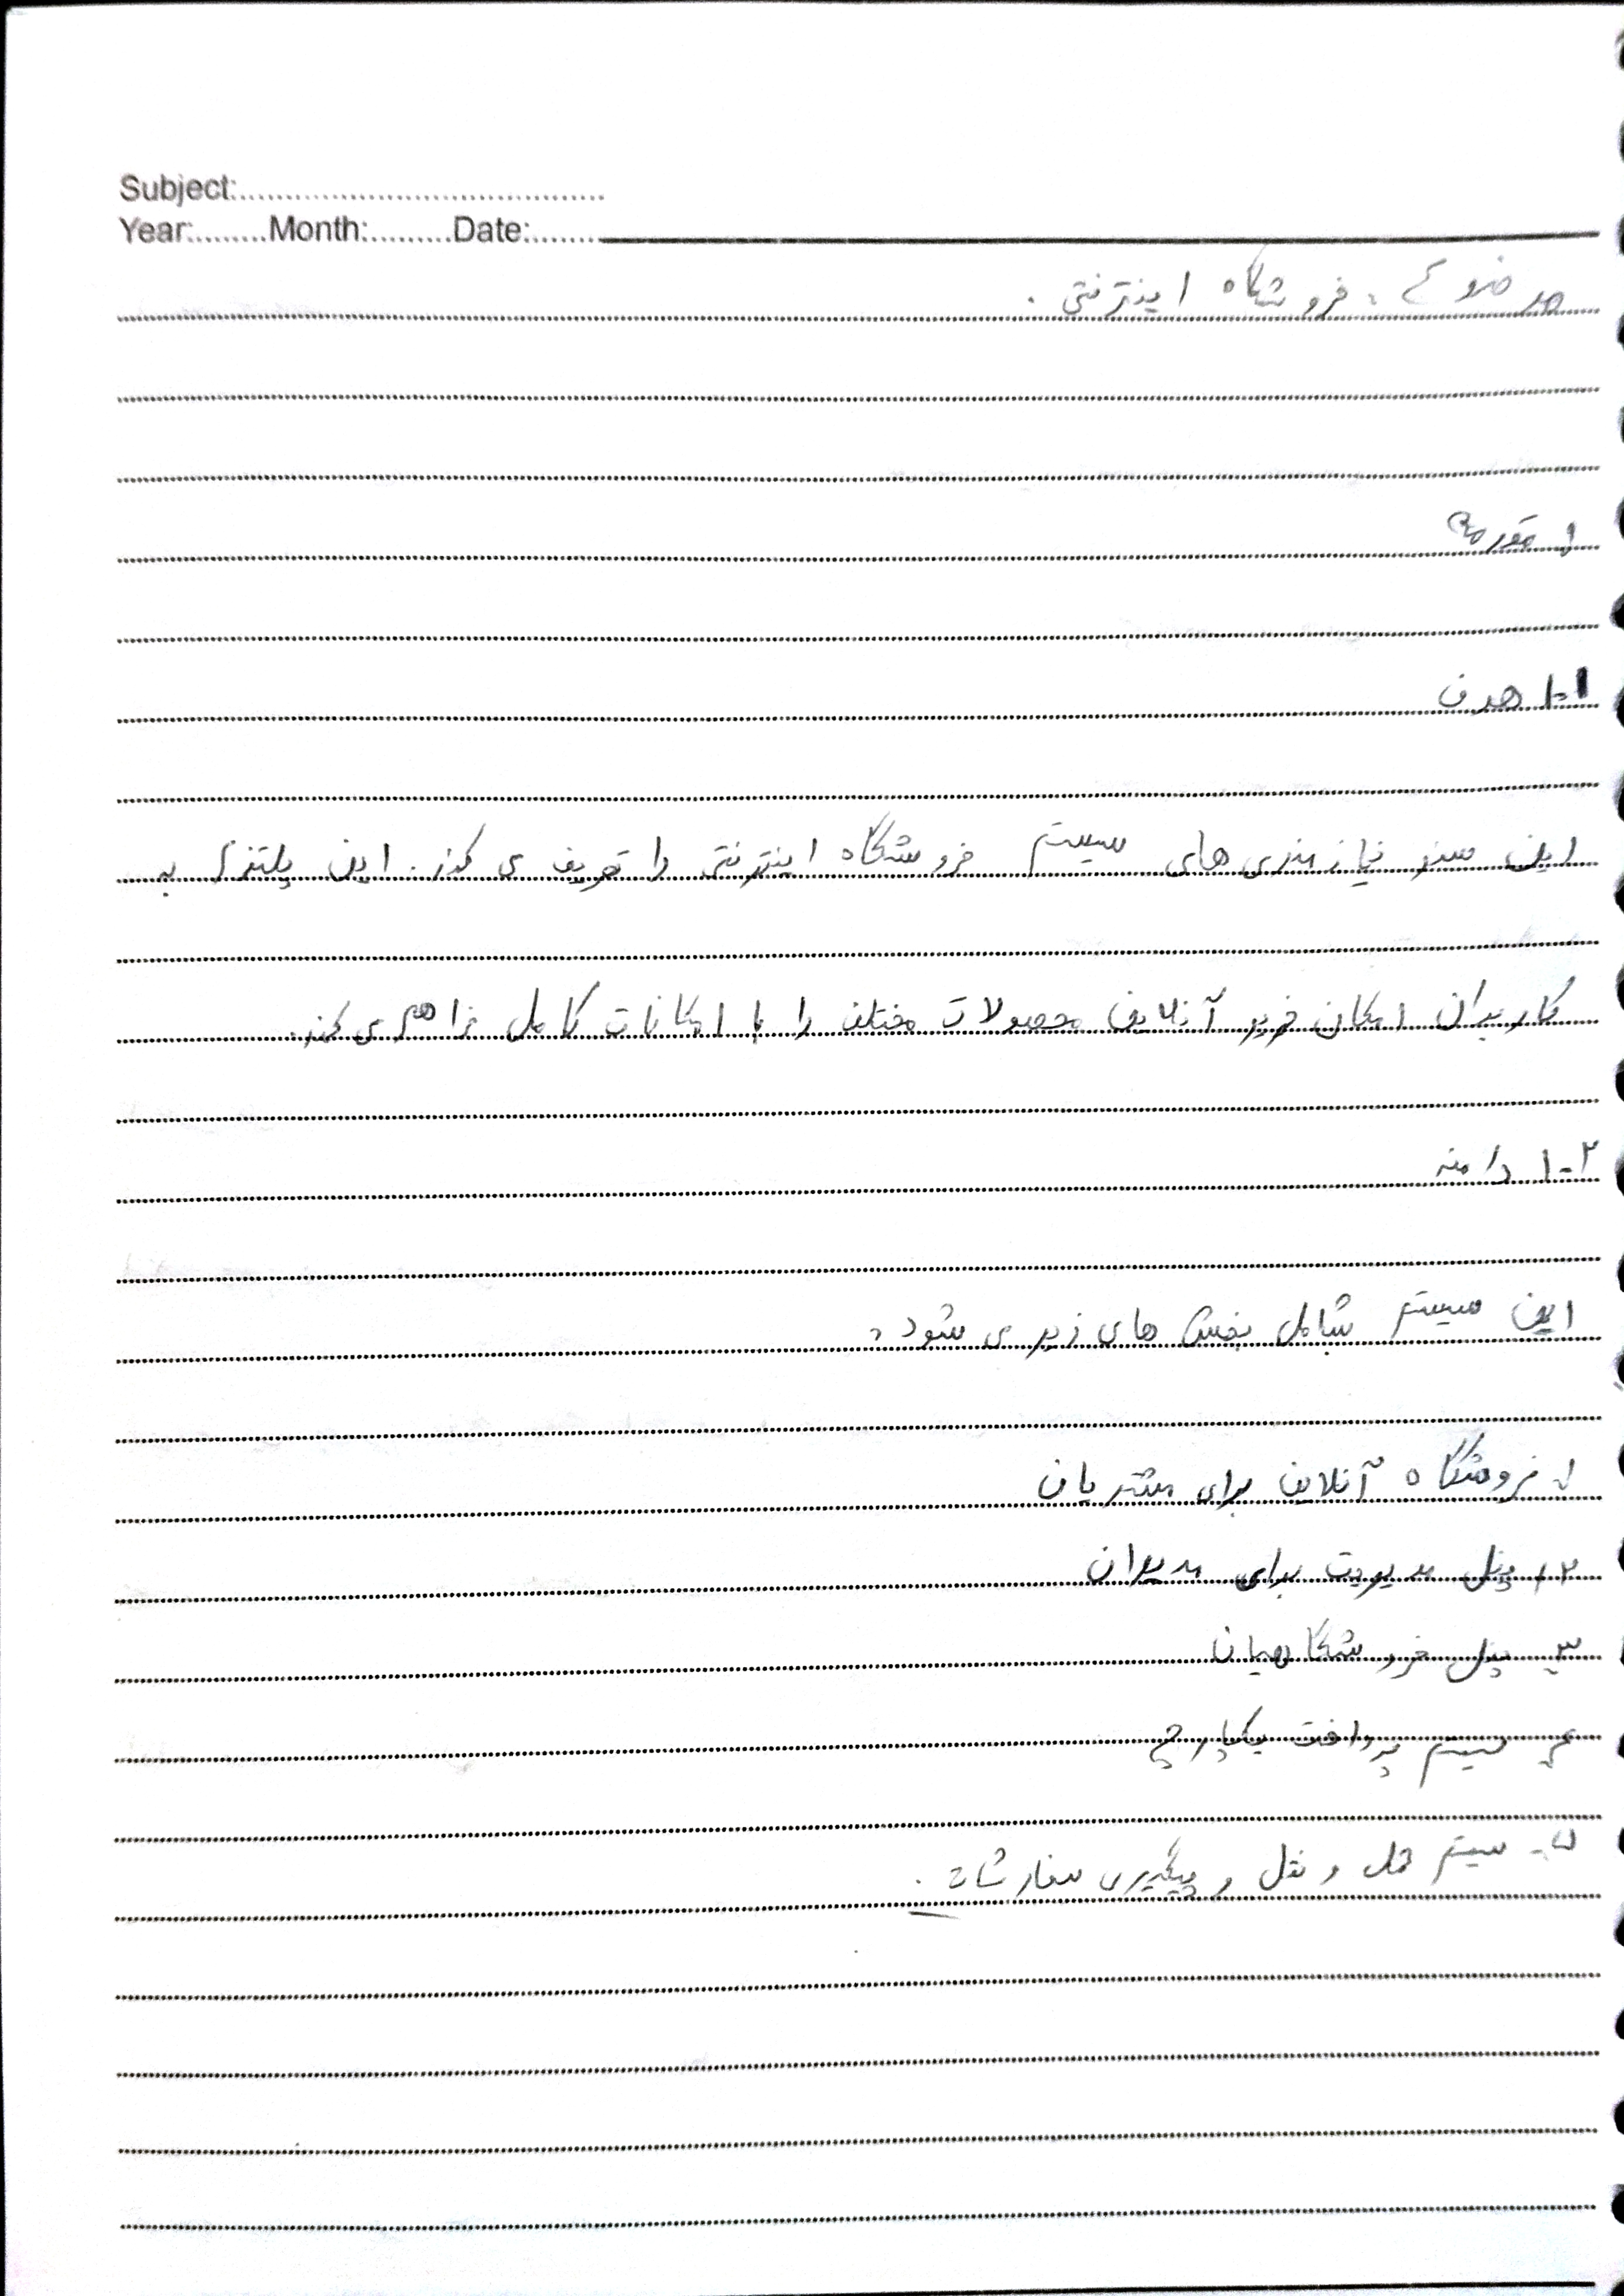 Subject:........................................
Year:.........Month:.........Date:........
موضوع : فروشگاه اینترنتی .
۱. مقدمه
۱-۱ هدف
این سند نیازمندی های سیستم فروشگاه اینترنتی را تعریف می کند. این پلتفرم به
کاربران امکان خرید آنلاین محصولات مختلف را با امکانات کامل فراهم می کند.
۱-۲ دامنه
این سیستم شامل بخش های زیر می شود :
۱. فروشگاه آنلاین برای مشتریان
۲. پنل مدیریت برای مدیران
۳. پنل فروشگاهیان
۴. سیستم پرداخت یکپارچه
۵- سیستم حمل و نقل و پیگیری سفارشات .